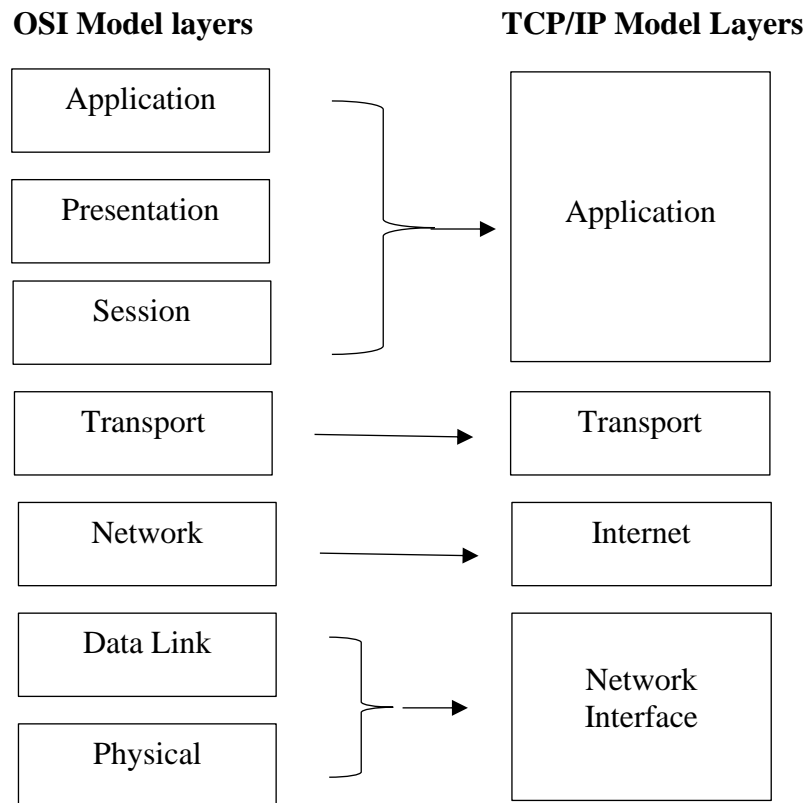 OSI Model layers
TCP/IP Model Layers
Application
Presentation
Session
Transport
Network
Data Link
Physical
Application
Transport
Internet
Network
Interface